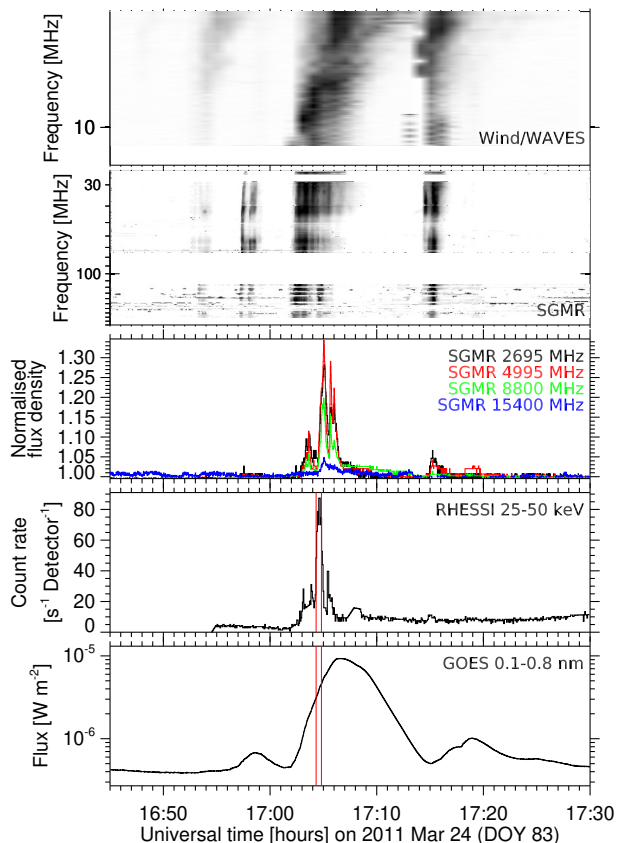 Frequency [MHz]
10
Wind/WAVES
Frequency [MHz]
30
100
SGMR
Normalised
flux density
1.30
1.25
1.20
1.15
1.10
1.05
1.00
SGMR 2695 MHz
SGMR 4995 MHz
SGMR 8800 MHz
SGMR 15400 MHz
Count rate
[s⁻¹ Detector⁻¹]
80
60
40
20
0
RHESSI 25-50 keV
Flux [W m⁻²]
10⁻⁵
10⁻⁶
GOES 0.1-0.8 nm
16:50 17:00 17:10 17:20 17:30
Universal time [hours] on 2011 Mar 24 (DOY 83)